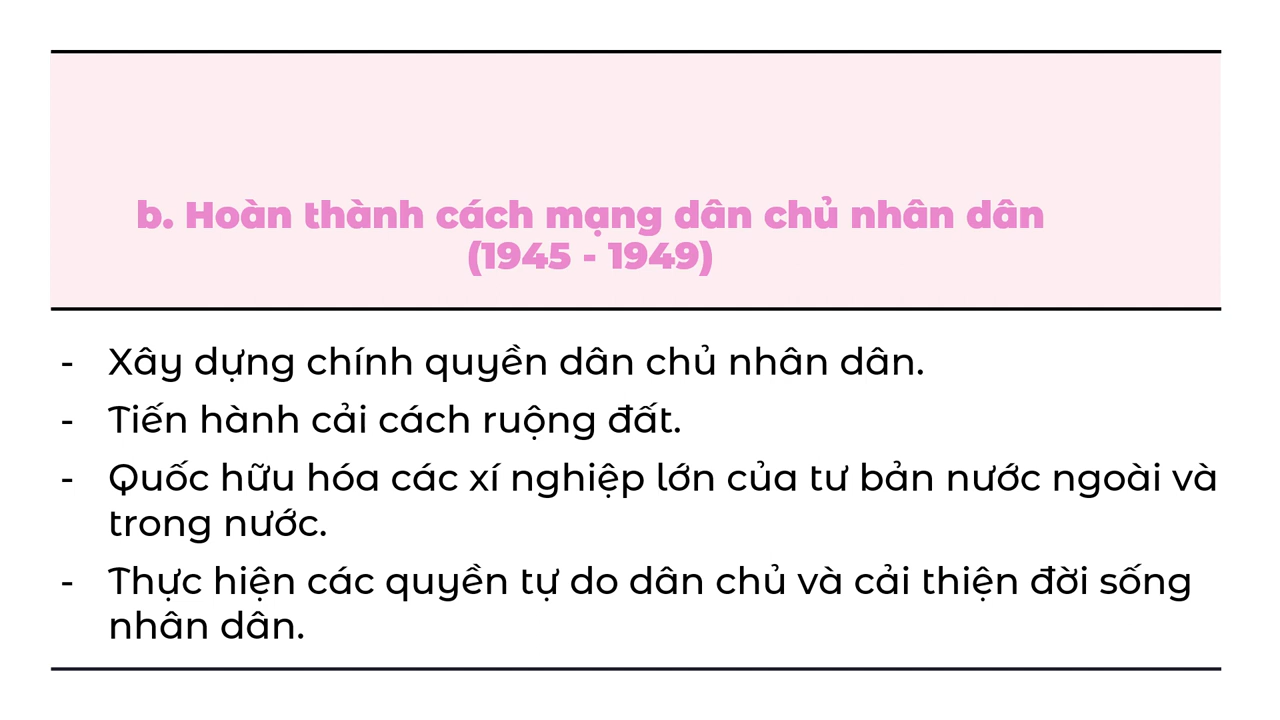 b. Hoàn thành cách mạng dân chủ nhân dân
(1945 - 1949)
- Xây dựng chính quyền dân chủ nhân dân.
- Tiến hành cải cách ruộng đất.
- Quốc hữu hóa các xí nghiệp lớn của tư bản nước ngoài và
trong nước.
- Thực hiện các quyền tự do dân chủ và cải thiện đời sống
nhân dân.